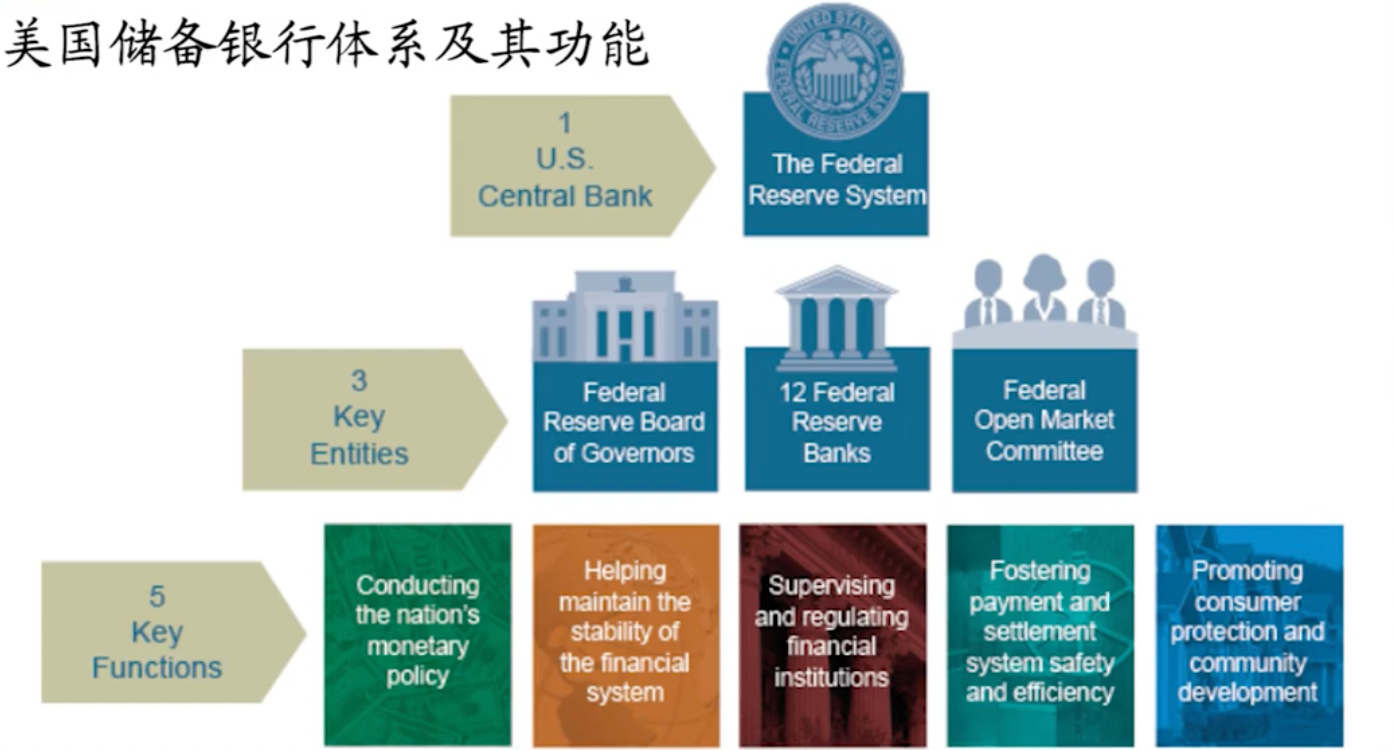 美国储备银行体系及其功能
UNITED STATES
FEDERAL RESERVE SYSTEM
1
U.S.
Central Bank
The Federal
Reserve System
3
Key
Entities
Federal
Reserve Board
of Governors
12 Federal
Reserve
Banks
Federal
Open Market
Committee
5
Key
Functions
Conducting
the nation's
monetary
policy
Helping
maintain the
stability of
the financial
system
Supervising
and regulating
financial
institutions
Fostering
payment and
settlement
system safety
and efficiency
Promoting
consumer
protection and
community
development